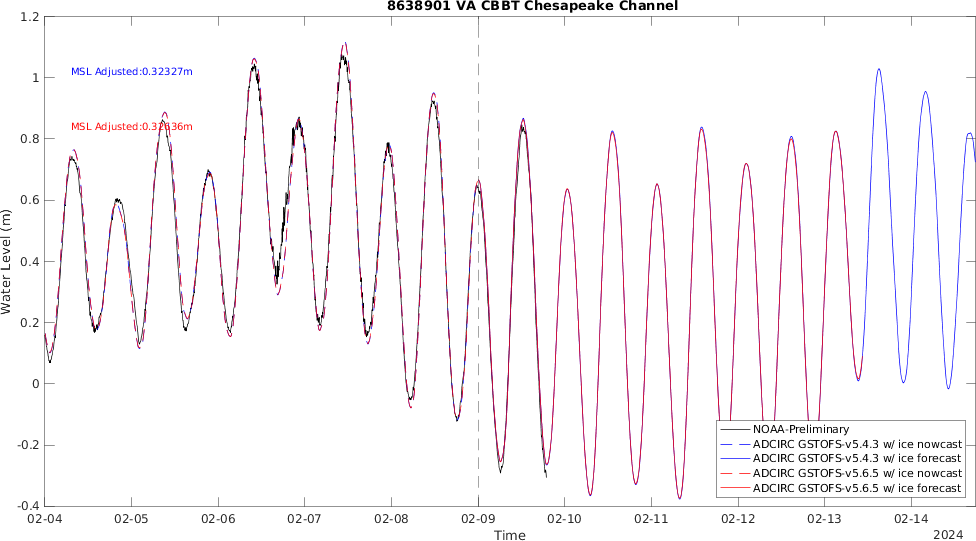 8638901 VA CBBT Chesapeake Channel
1.2
1
0.8
0.6
0.4
0.2
0
-0.2
-0.4
Water Level (m)
MSL Adjusted:0.32327m
MSL
NOAA-Preliminary
ADCIRC GSTOFS-v5.4.3 w/ ice nowcast
ADCIRC GSTOFS-v5.4.3 w/ ice forecast
ADCIRC GSTOFS-v5.6.5 w/ ice nowcast
ADCIRC GSTOFS-v5.6.5 w/ ice forecast
02-04 02-05 02-06 02-07 02-08 02-09 02-10 02-11 02-12 02-13 02-14
Time
2024